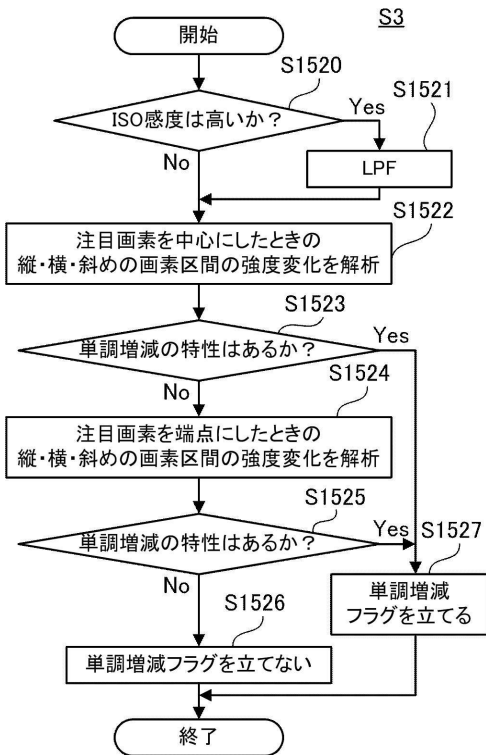 S3
開始
S1520
ISO感度は高いか？
Yes
S1521
No
LPF
S1522
注目画素を中心にしたときの
縦・横・斜めの画素区間の強度変化を解析
S1523
単調増減の特性はあるか？
Yes
No
S1524
注目画素を端点にしたときの
縦・横・斜めの画素区間の強度変化を解析
S1525
単調増減の特性はあるか？
Yes
S1527
No
単調増減
フラグを立てる
S1526
単調増減フラグを立てない
終了